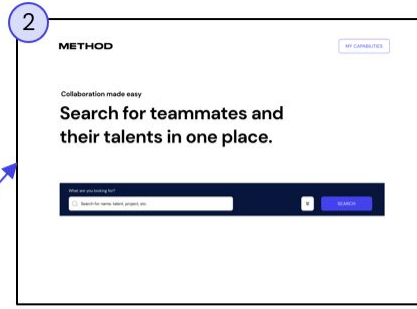 2
METHOD
MY CAPABILITIES
Collaboration made easy
Search for teammates and
their talents in one place.
What are you looking for?
Search for name, talent, project, etc.
SEARCH